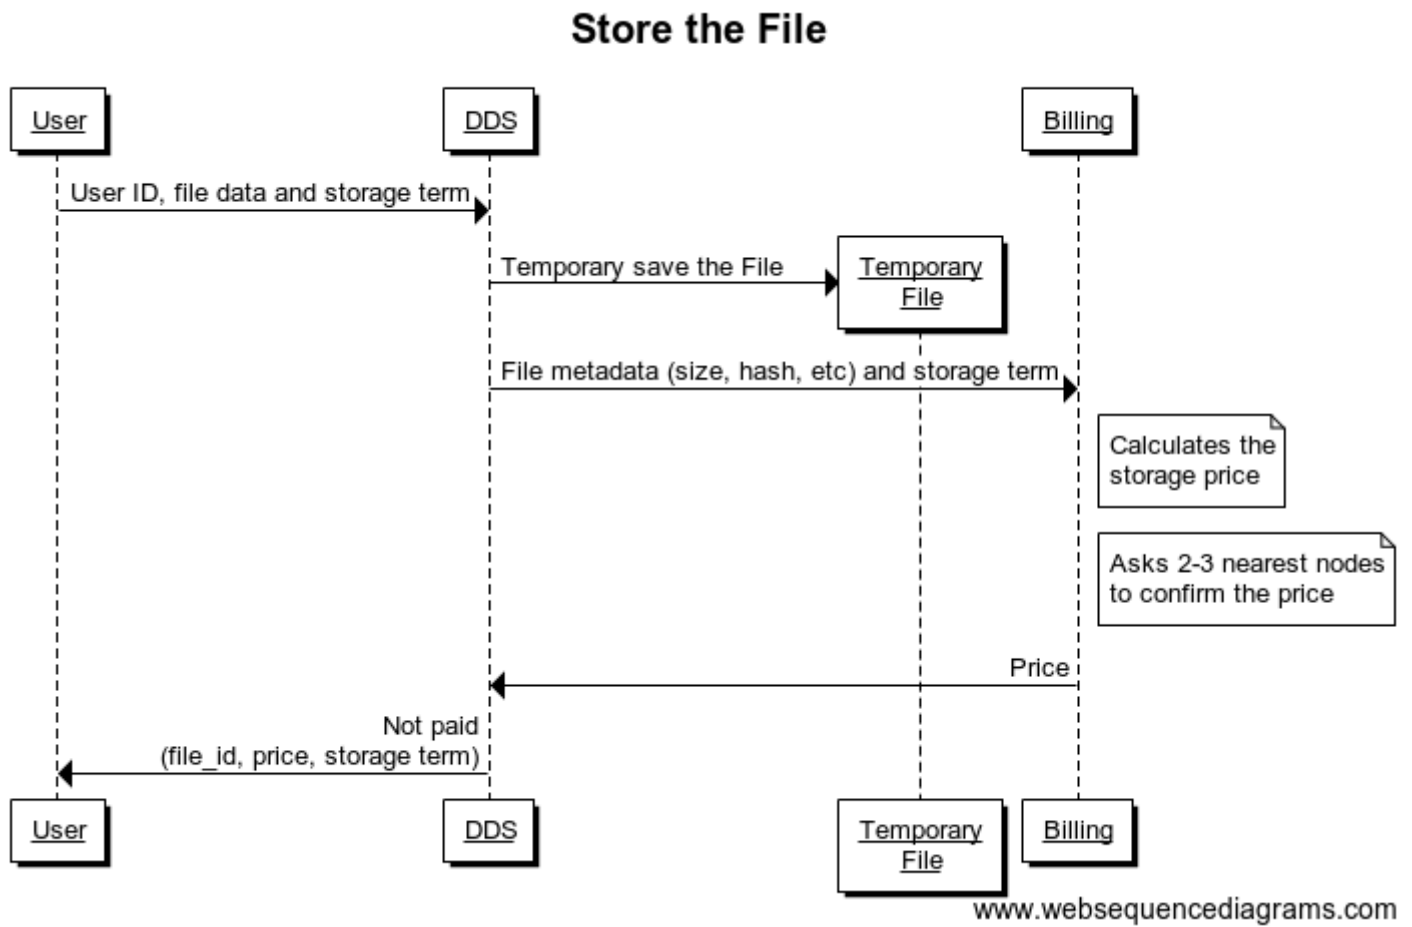 Store the File
User
DDS
Billing
User ID, file data and storage term
Temporary save the File
Temporary
File
File metadata (size, hash, etc) and storage term
Calculates the
storage price
Asks 2-3 nearest nodes
to confirm the price
Price
Not paid
(file_id, price, storage term)
User
DDS
Temporary
File
Billing
www.websequencediagrams.com